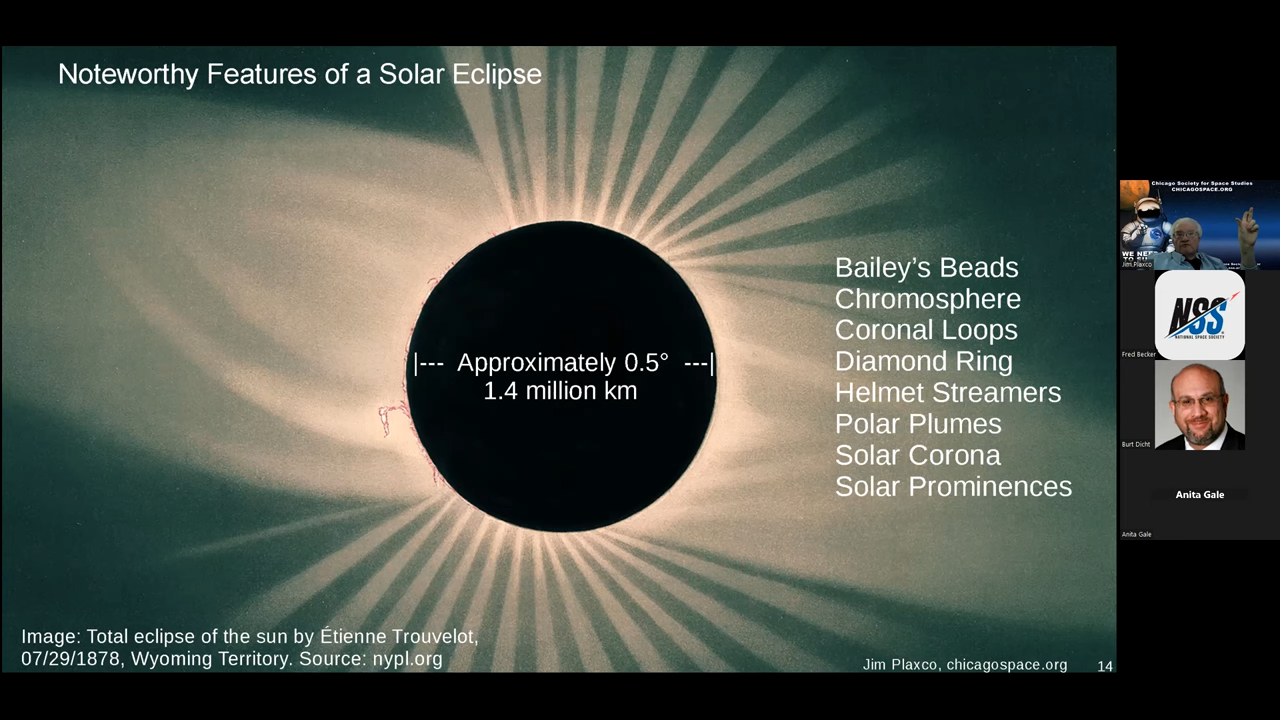 Noteworthy Features of a Solar Eclipse
|--- Approximately 0.5° ---|
1.4 million km
Bailey’s Beads
Chromosphere
Coronal Loops
Diamond Ring
Helmet Streamers
Polar Plumes
Solar Corona
Solar Prominences
Image: Total eclipse of the sun by Étienne Trouvelot,
07/29/1878, Wyoming Territory. Source: nypl.org
Jim Plaxco, chicagospace.org 14
Chicago Society for Space Studies
CHICAGOSPACE.ORG
WE NEE
Jim Plaxco
NSS
NATIONAL SPACE SOCIETY
Fred Becker
Burt Dicht
Anita Gale
Anita Gale